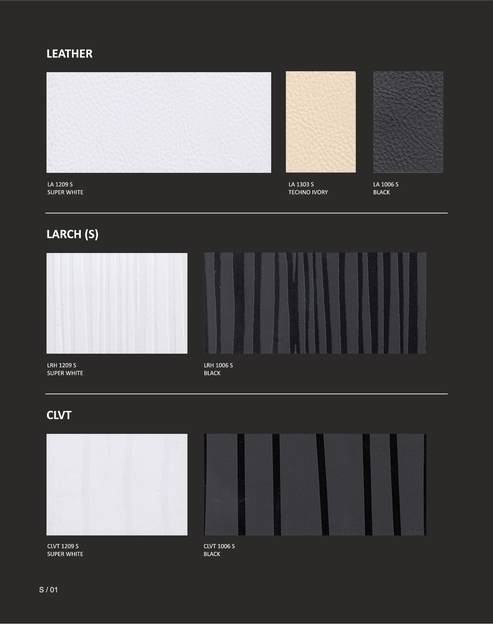 LEATHER
LA 1209 S
SUPER WHITE
LA 1303 S
TECHNO IVORY
LA 1006 S
BLACK
LARCH (S)
LRH 1209 S
SUPER WHITE
LRH 1006 S
BLACK
CLVT
CLVT 1209 S
SUPER WHITE
CLVT 1006 S
BLACK
S / 01